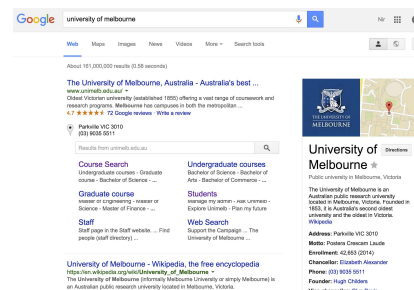 Google
university of melbourne
Nir
Web Maps Images News Videos More Search tools
About 161,000,000 results (0.58 seconds)
The University of Melbourne, Australia - Australia's best ...
www.unimelb.edu.au/
Oldest Victorian university (established 1855) offering a vast range of coursework and
research programs. Melbourne has campuses in both the metropolitan ...
4.7 72 Google reviews · Write a review
Parkville VIC 3010
(03) 9035 5511
Results from unimelb.edu.au
Course Search
Undergraduate courses - Graduate
course - Bachelor of Science - ...
Undergraduate courses
Bachelor of Science - Bachelor of
Arts - Bachelor of Commerce - ...
Graduate course
Master of Engineering - Master of
Science - Master of Finance - ...
Students
Manage my admin - Ask Unimelb -
Explore Unimelb - Plan my future
Staff
Staff page in the Staff website. ... Find
people (staff directory) ...
Web Search
Support the Campaign ... The
University of Melbourne ...
University of Melbourne - Wikipedia, the free encyclopedia
https://en.wikipedia.org/wiki/University_of_Melbourne
The University of Melbourne (informally Melbourne University or simply Melbourne) is
an Australian public research university located in Melbourne, Victoria.
THE UNIVERSITY OF
MELBOURNE
University of
Melbourne
Directions
Public university in Melbourne, Victoria
The University of Melbourne is an
Australian public research university
located in Melbourne, Victoria. Founded in
1853, it is Australia's second oldest
university and the oldest in Victoria.
Wikipedia
Address: Parkville VIC 3010
Motto: Postera Crescam Laude
Enrollment: 42,653 (2014)
Chancellor: Elizabeth Alexander
Phone: (03) 9035 5511
Founder: Hugh Childers